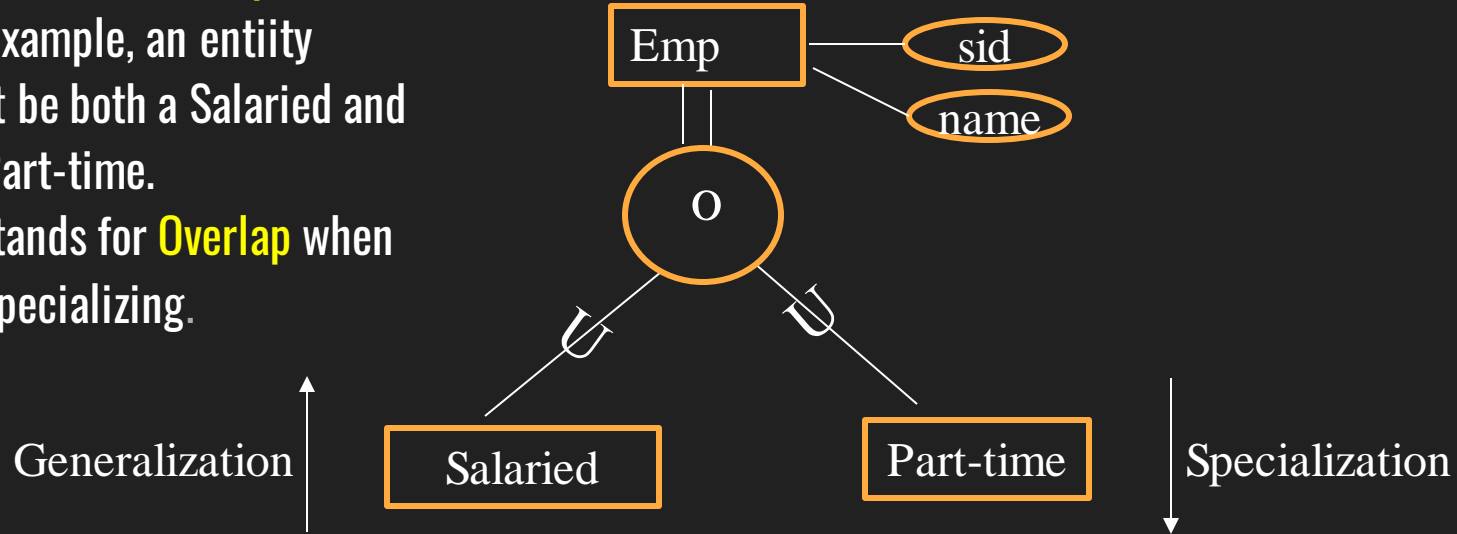 xample, an entiity
t be both a Salaried and
art-time.
tands for Overlap when
pecializing.
Emp
sid
name
O
U
U
Generalization
Salaried
Part-time
Specialization